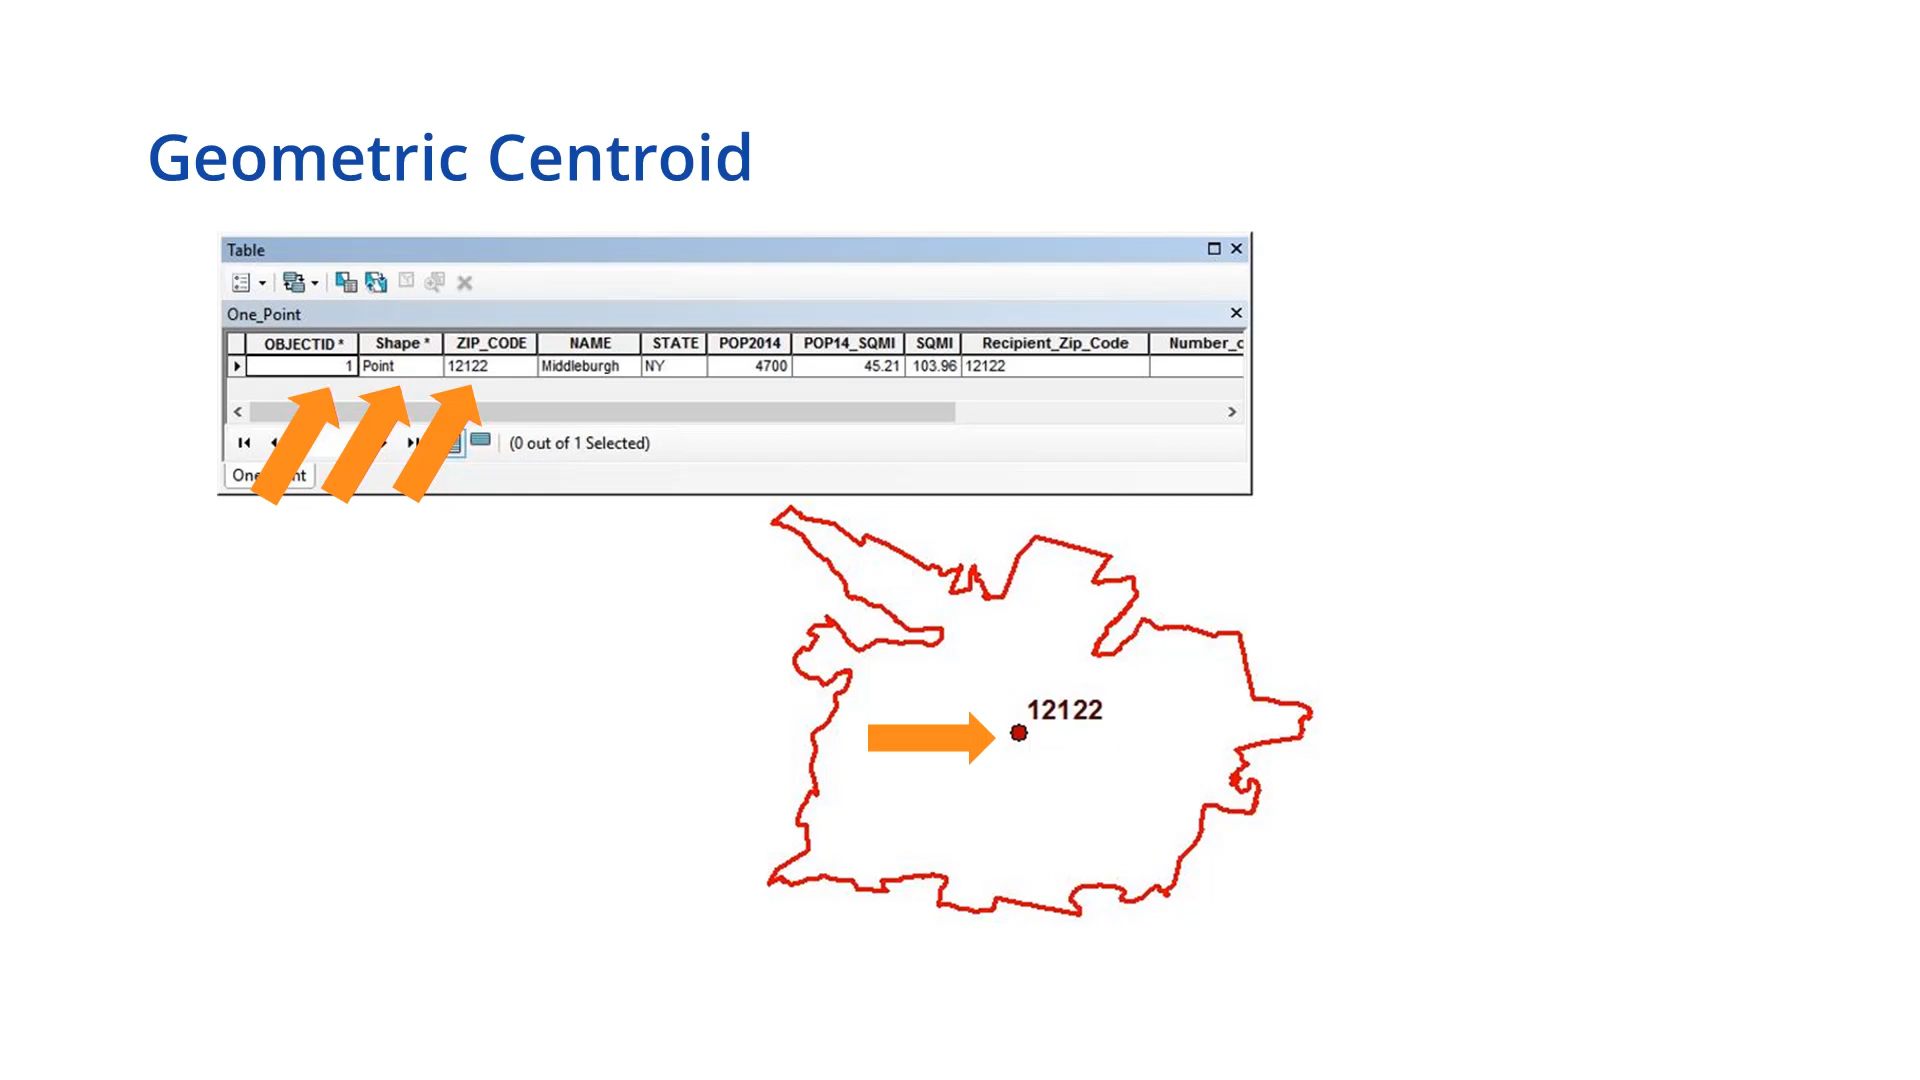 Geometric Centroid
Table
One_Point
OBJECTID * Shape * ZIP_CODE NAME STATE POP2014 POP14_SQMI SQMI Recipient_Zip_Code Number_c
1 Point 12122 Middleburgh NY 4700 45.21 103.96 12122
(0 out of 1 Selected)
12122